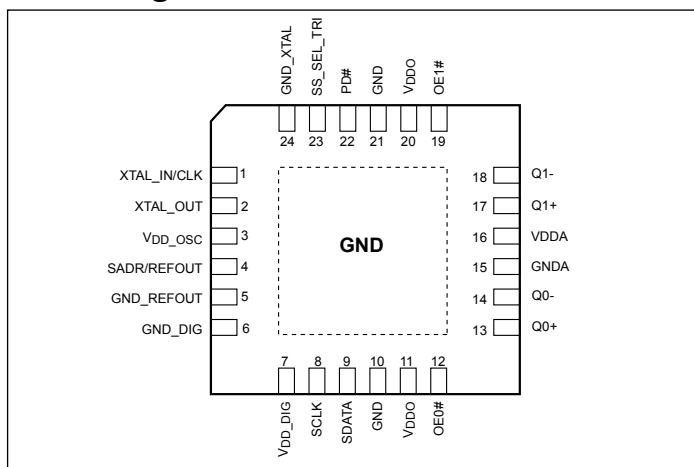 GND_XTAL
SS_SEL_TRI
PD#
GND
VDDO
OE1#
24 23 22 21 20 19
XTAL_IN/CLK 1
XTAL_OUT 2
VDD_OSC 3
SADR/REFOUT 4
GND_REFOUT 5
GND_DIG 6
GND
18 Q1-
17 Q1+
16 VDDA
15 GNDA
14 Q0-
13 Q0+
7 8 9 10 11 12
VDD_DIG
SCLK
SDATA
GND
VDDO
OE0#